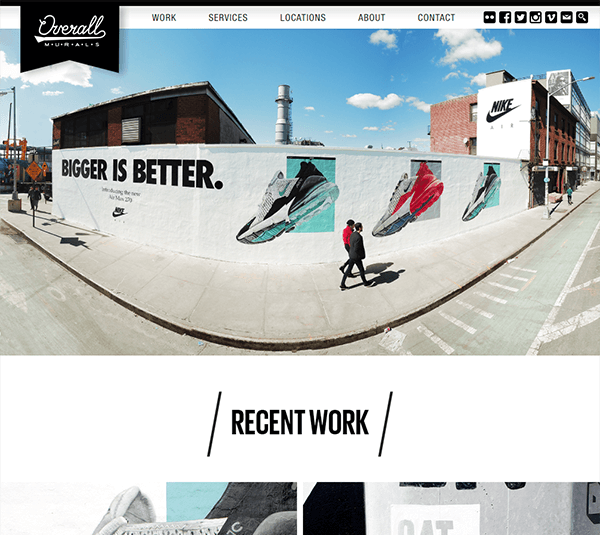 Overall
MURALS
WORK
SERVICES
LOCATIONS
ABOUT
CONTACT
BIGGER IS BETTER.
Introducing the new
Air Max 270
NIKE
NIKE
AIR
RECENT WORK